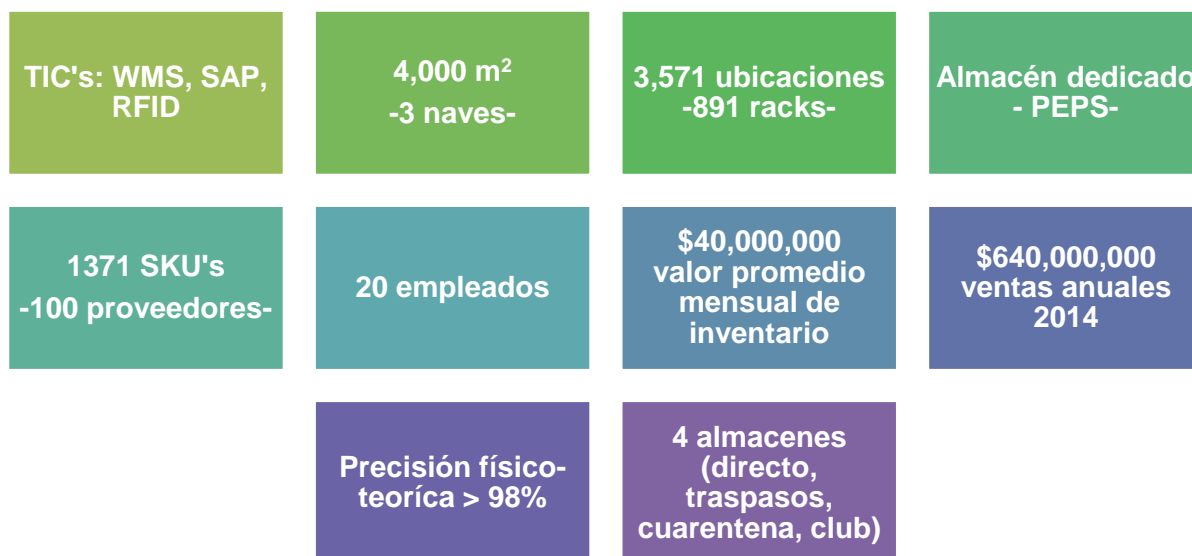 TIC's: WMS, SAP,
RFID
4,000 m²
-3 naves-
3,571 ubicaciones
-891 racks-
Almacén dedicado
- PEPS-
1371 SKU's
-100 proveedores-
20 empleados
$40,000,000
valor promedio
mensual de
inventario
$640,000,000
ventas anuales
2014
Precisión físico-
teoríca > 98%
4 almacenes
(directo,
traspasos,
cuarentena, club)